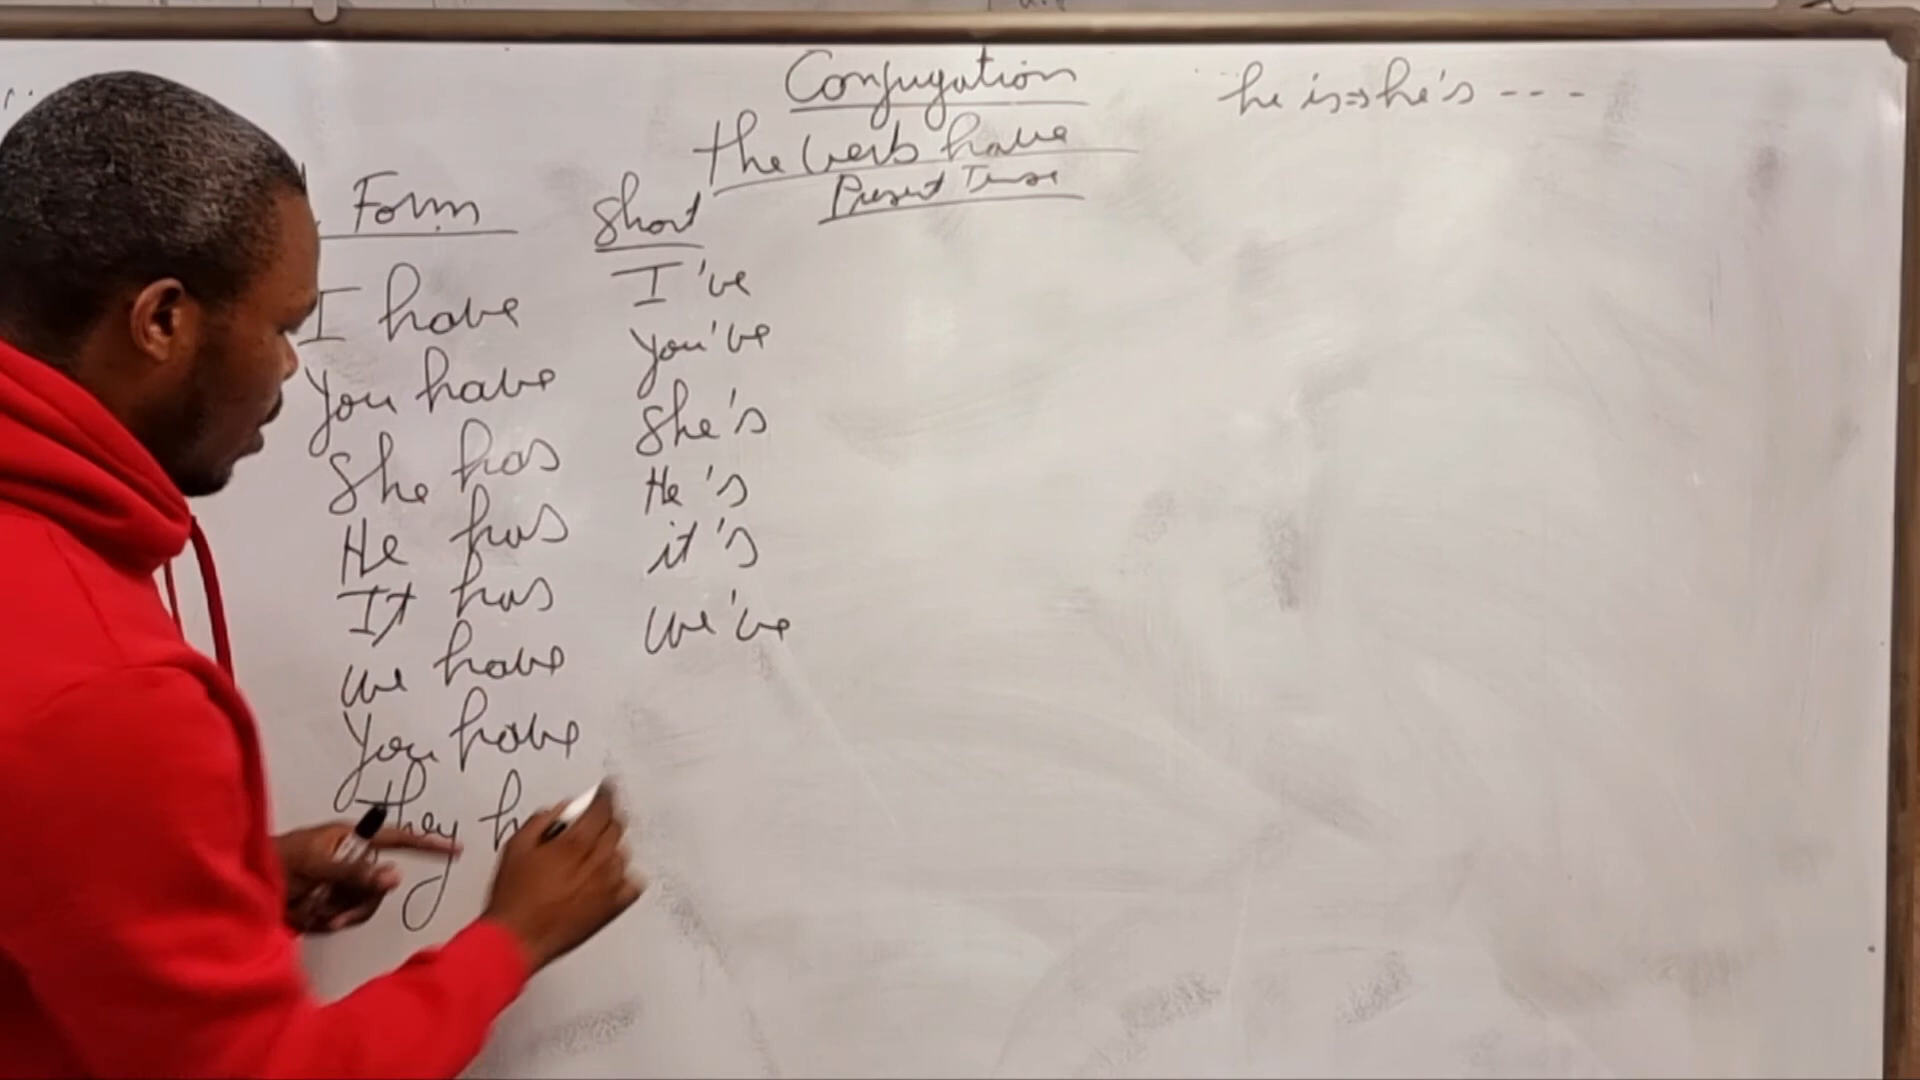 Conjugation
he is⇒he's ---
the verb have
Present Tense
Form Short
I have I've
You have you've
She has She's
He has He's
It has it's
we have we've
You have
they